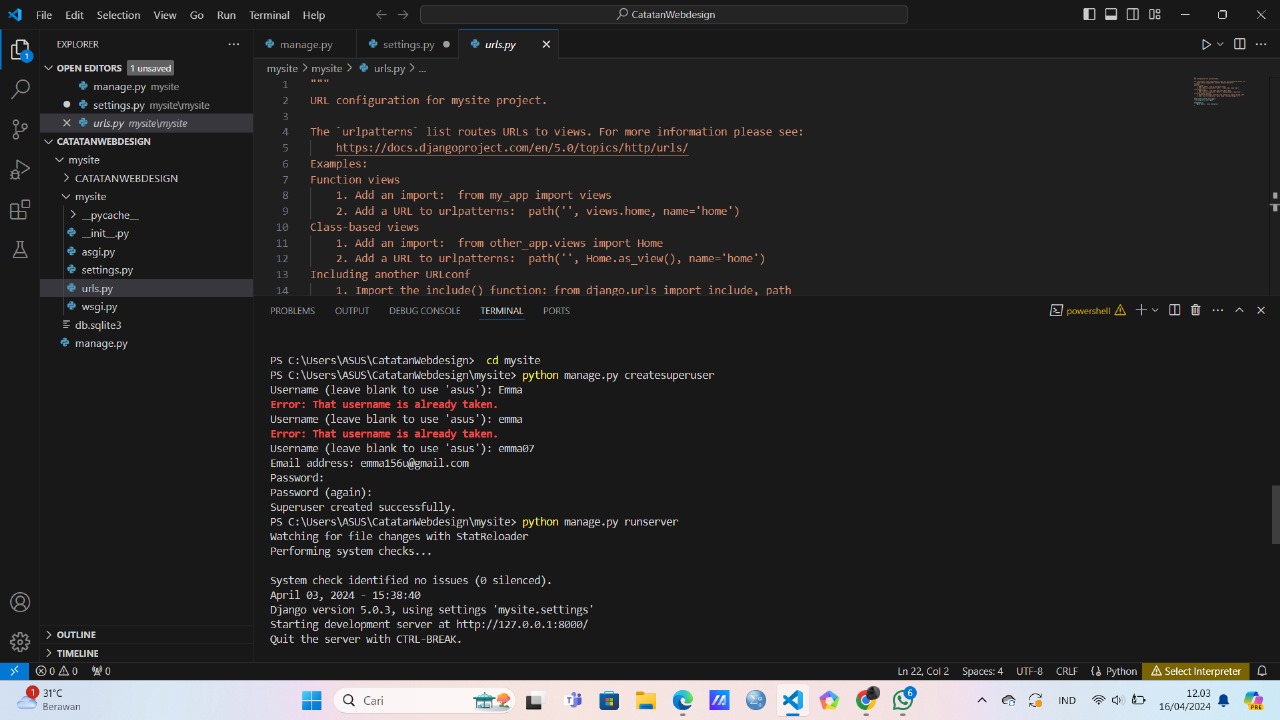 File Edit Selection View Go Run Terminal Help
CatatanWebdesign
EXPLORER
manage.py
settings.py
urls.py
OPEN EDITORS 1 unsaved
manage.py mysite
settings.py mysite\mysite
urls.py mysite\mysite
CATATANWEBDESIGN
mysite
CATATANWEBDESIGN
mysite
__pycache__
__init__.py
asgi.py
settings.py
urls.py
wsgi.py
db.sqlite3
manage.py
OUTLINE
TIMELINE
mysite > mysite > urls.py > ...
1 """
2 URL configuration for mysite project.
3
4 The `urlpatterns` list routes URLs to views. For more information please see:
5 https://docs.djangoproject.com/en/5.0/topics/http/urls/
6 Examples:
7 Function views
8 1. Add an import:  from my_app import views
9 2. Add a URL to urlpatterns:  path('', views.home, name='home')
10 Class-based views
11 1. Add an import:  from other_app.views import Home
12 2. Add a URL to urlpatterns:  path('', Home.as_view(), name='home')
13 Including another URLconf
14 1. Import the include() function: from django.urls import include, path
PROBLEMS OUTPUT DEBUG CONSOLE TERMINAL PORTS
powershell
PS C:\Users\ASUS\CatatanWebdesign>  cd mysite
PS C:\Users\ASUS\CatatanWebdesign\mysite> python manage.py createsuperuser
Username (leave blank to use 'asus'): Emma
Error: That username is already taken.
Username (leave blank to use 'asus'): emma
Error: That username is already taken.
Username (leave blank to use 'asus'): emma07
Email address: emma156u@gmail.com
Password:
Password (again):
Superuser created successfully.
PS C:\Users\ASUS\CatatanWebdesign\mysite> python manage.py runserver
Watching for file changes with StatReloader
Performing system checks...
System check identified no issues (0 silenced).
April 03, 2024 - 15:38:40
Django version 5.0.3, using settings 'mysite.settings'
Starting development server at http://127.0.0.1:8000/
Quit the server with CTRL-BREAK.
0 0 0
Ln 22, Col 2 Spaces: 4 UTF-8 CRLF Python Select Interpreter
1
31°C
Berawan
Cari
6
IND
12.03
16/04/2024
PRE